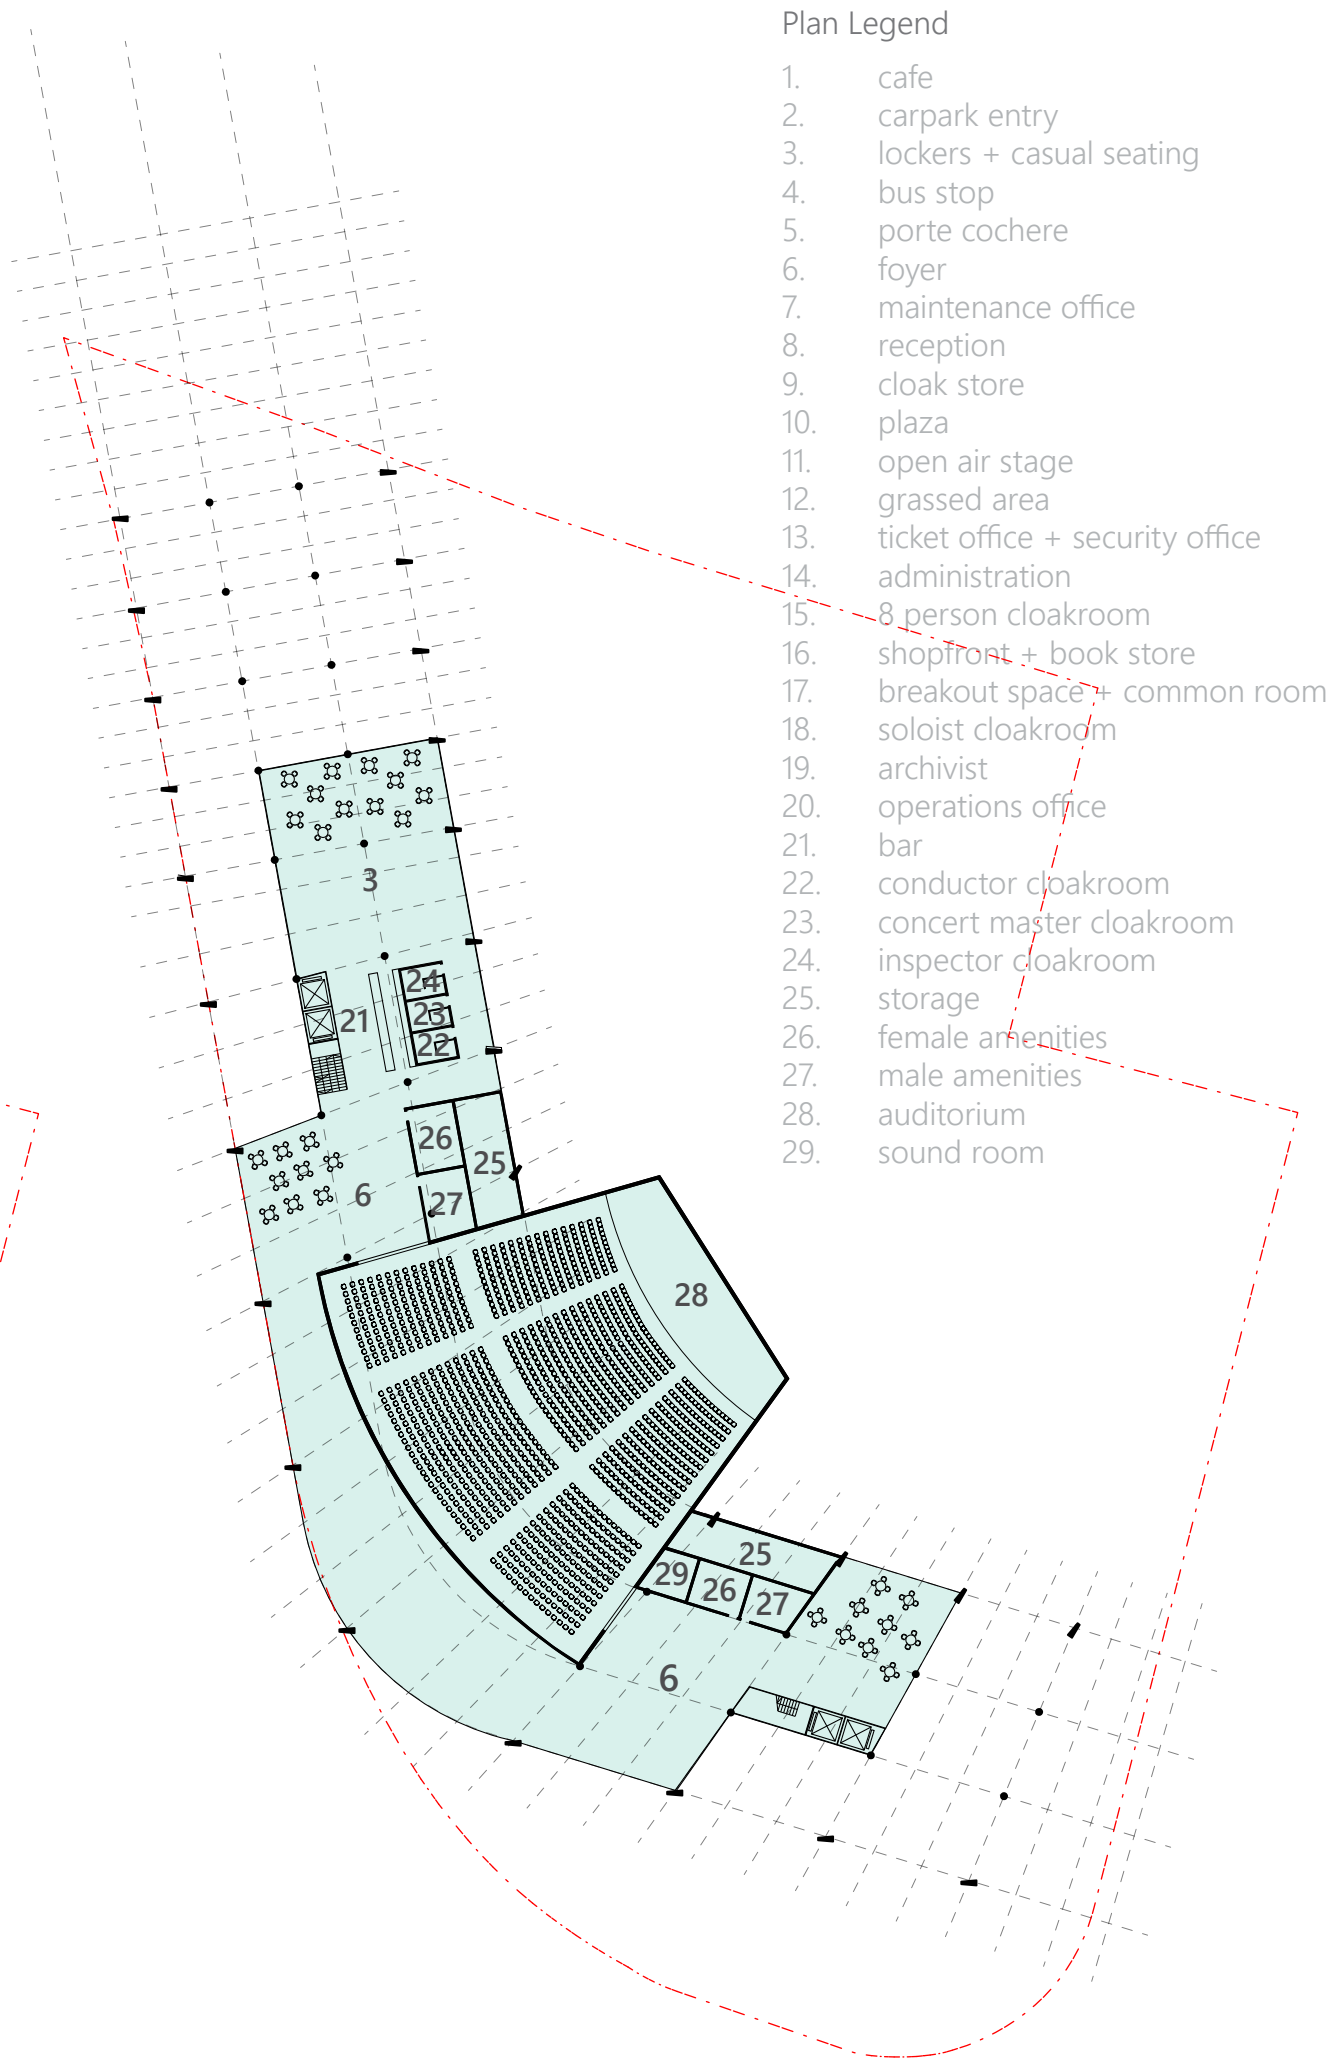 Plan Legend
1. cafe
2. carpark entry
3. lockers + casual seating
4. bus stop
5. porte cochere
6. foyer
7. maintenance office
8. reception
9. cloak store
10. plaza
11. open air stage
12. grassed area
13. ticket office + security office
14. administration
15. 8 person cloakroom
16. shopfront + book store
17. breakout space + common room
18. soloist cloakroom
19. archivist
20. operations office
21. bar
22. conductor cloakroom
23. concert master cloakroom
24. inspector cloakroom
25. storage
26. female amenities
27. male amenities
28. auditorium
29. sound room
3
24
21
23
22
26
25
6
27
28
25
29
26
27
6